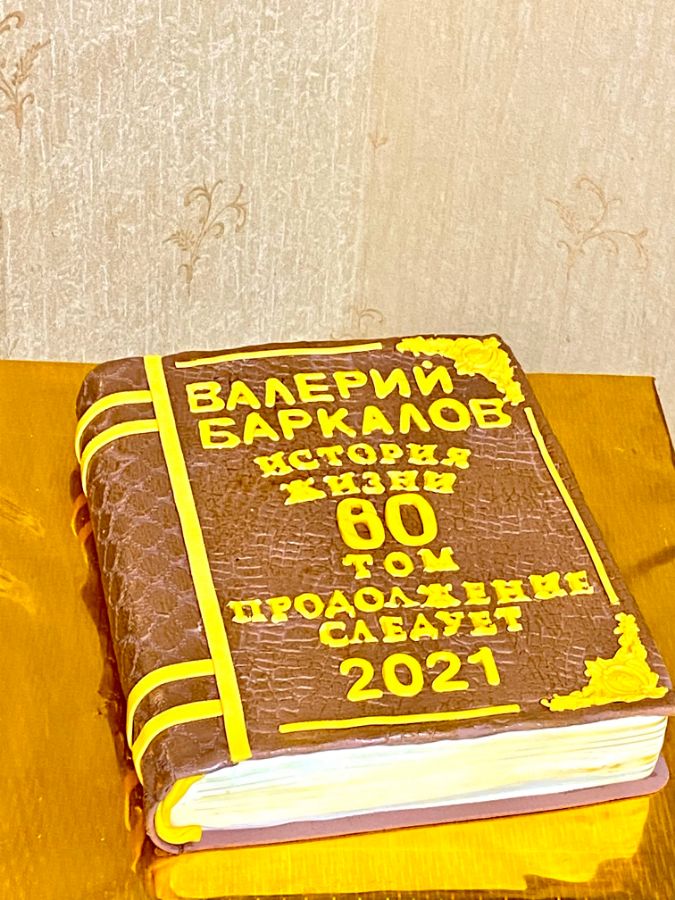 ВАЛЕРИЙ
БАРКАЛОВ
ИСТОРИЯ
ЖИЗНИ
60
ТОМ
ПРОДОЛЖЕНИЕ
СЛЕДУЕТ
2021